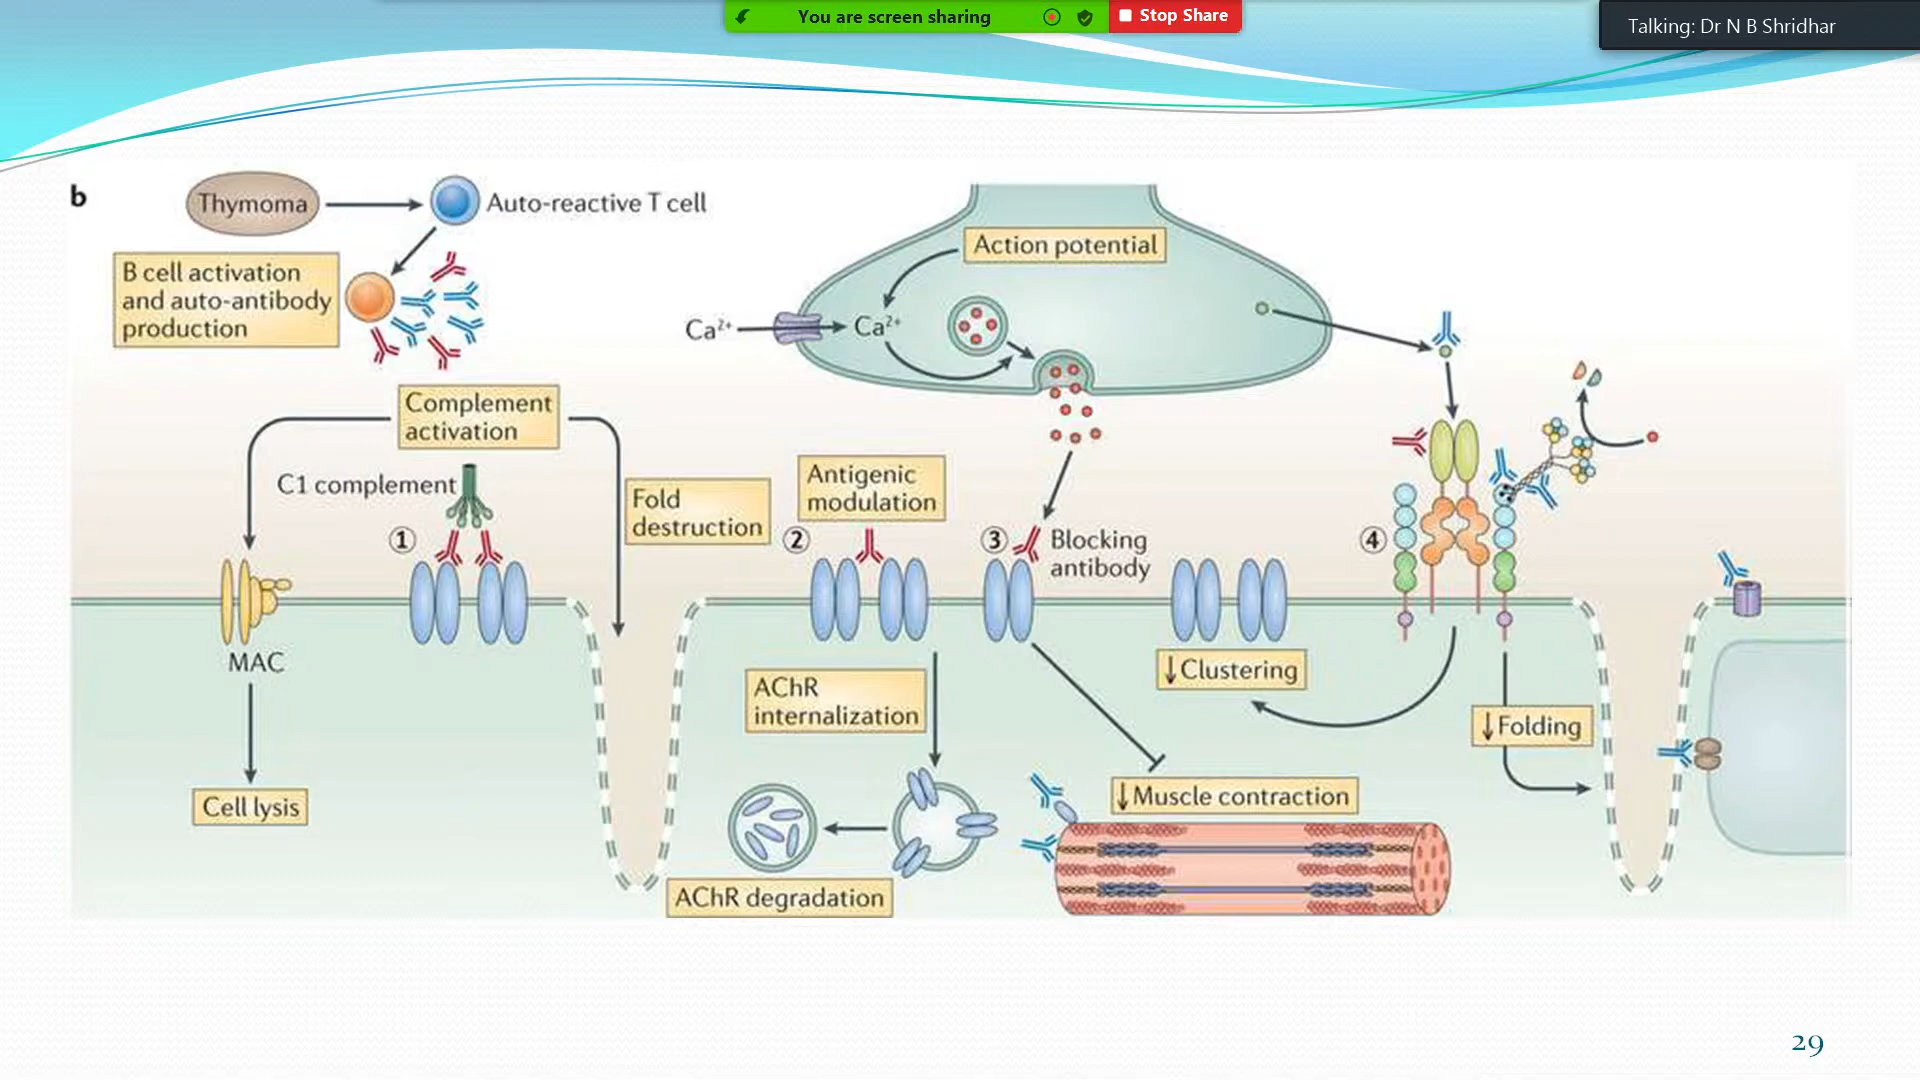 You are screen sharing
Stop Share
Talking: Dr N B Shridhar
b
Thymoma
Auto-reactive T cell
B cell activation
and auto-antibody
production
Action potential
Ca²⁺
Ca²⁺
Complement
activation
C1 complement
Fold
destruction
Antigenic
modulation
①
②
③
Blocking
antibody
④
MAC
AChR
internalization
↓Clustering
↓Folding
Cell lysis
↓Muscle contraction
AChR degradation
29